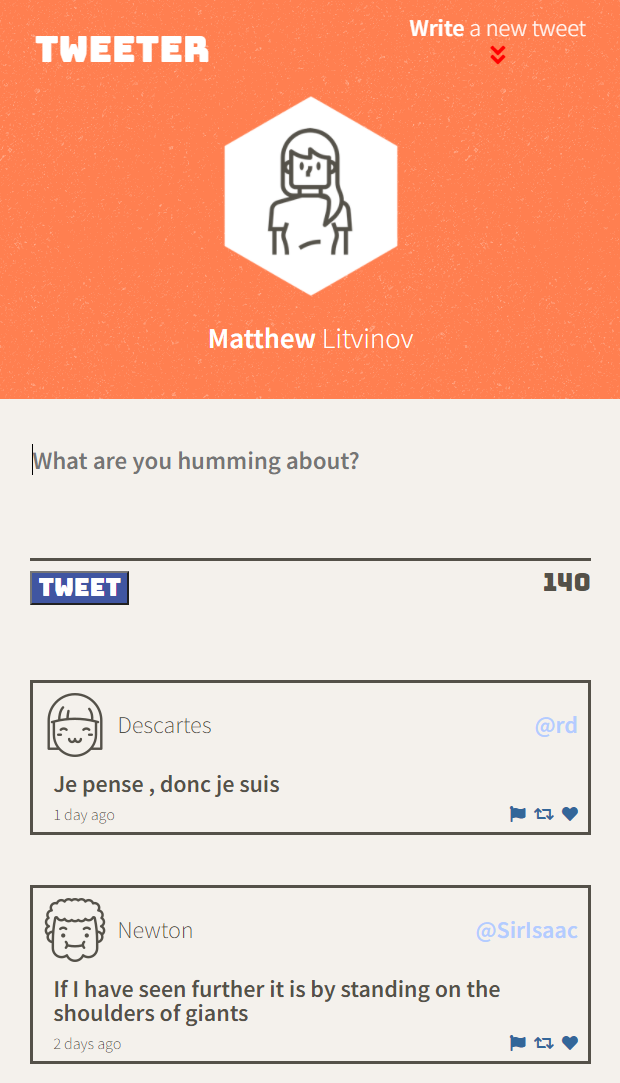 TWEETER
Write a new tweet
Matthew Litvinov
What are you humming about?
TWEET
140
Descartes
@rd
Je pense , donc je suis
1 day ago
Newton
@SirIsaac
If I have seen further it is by standing on the
shoulders of giants
2 days ago